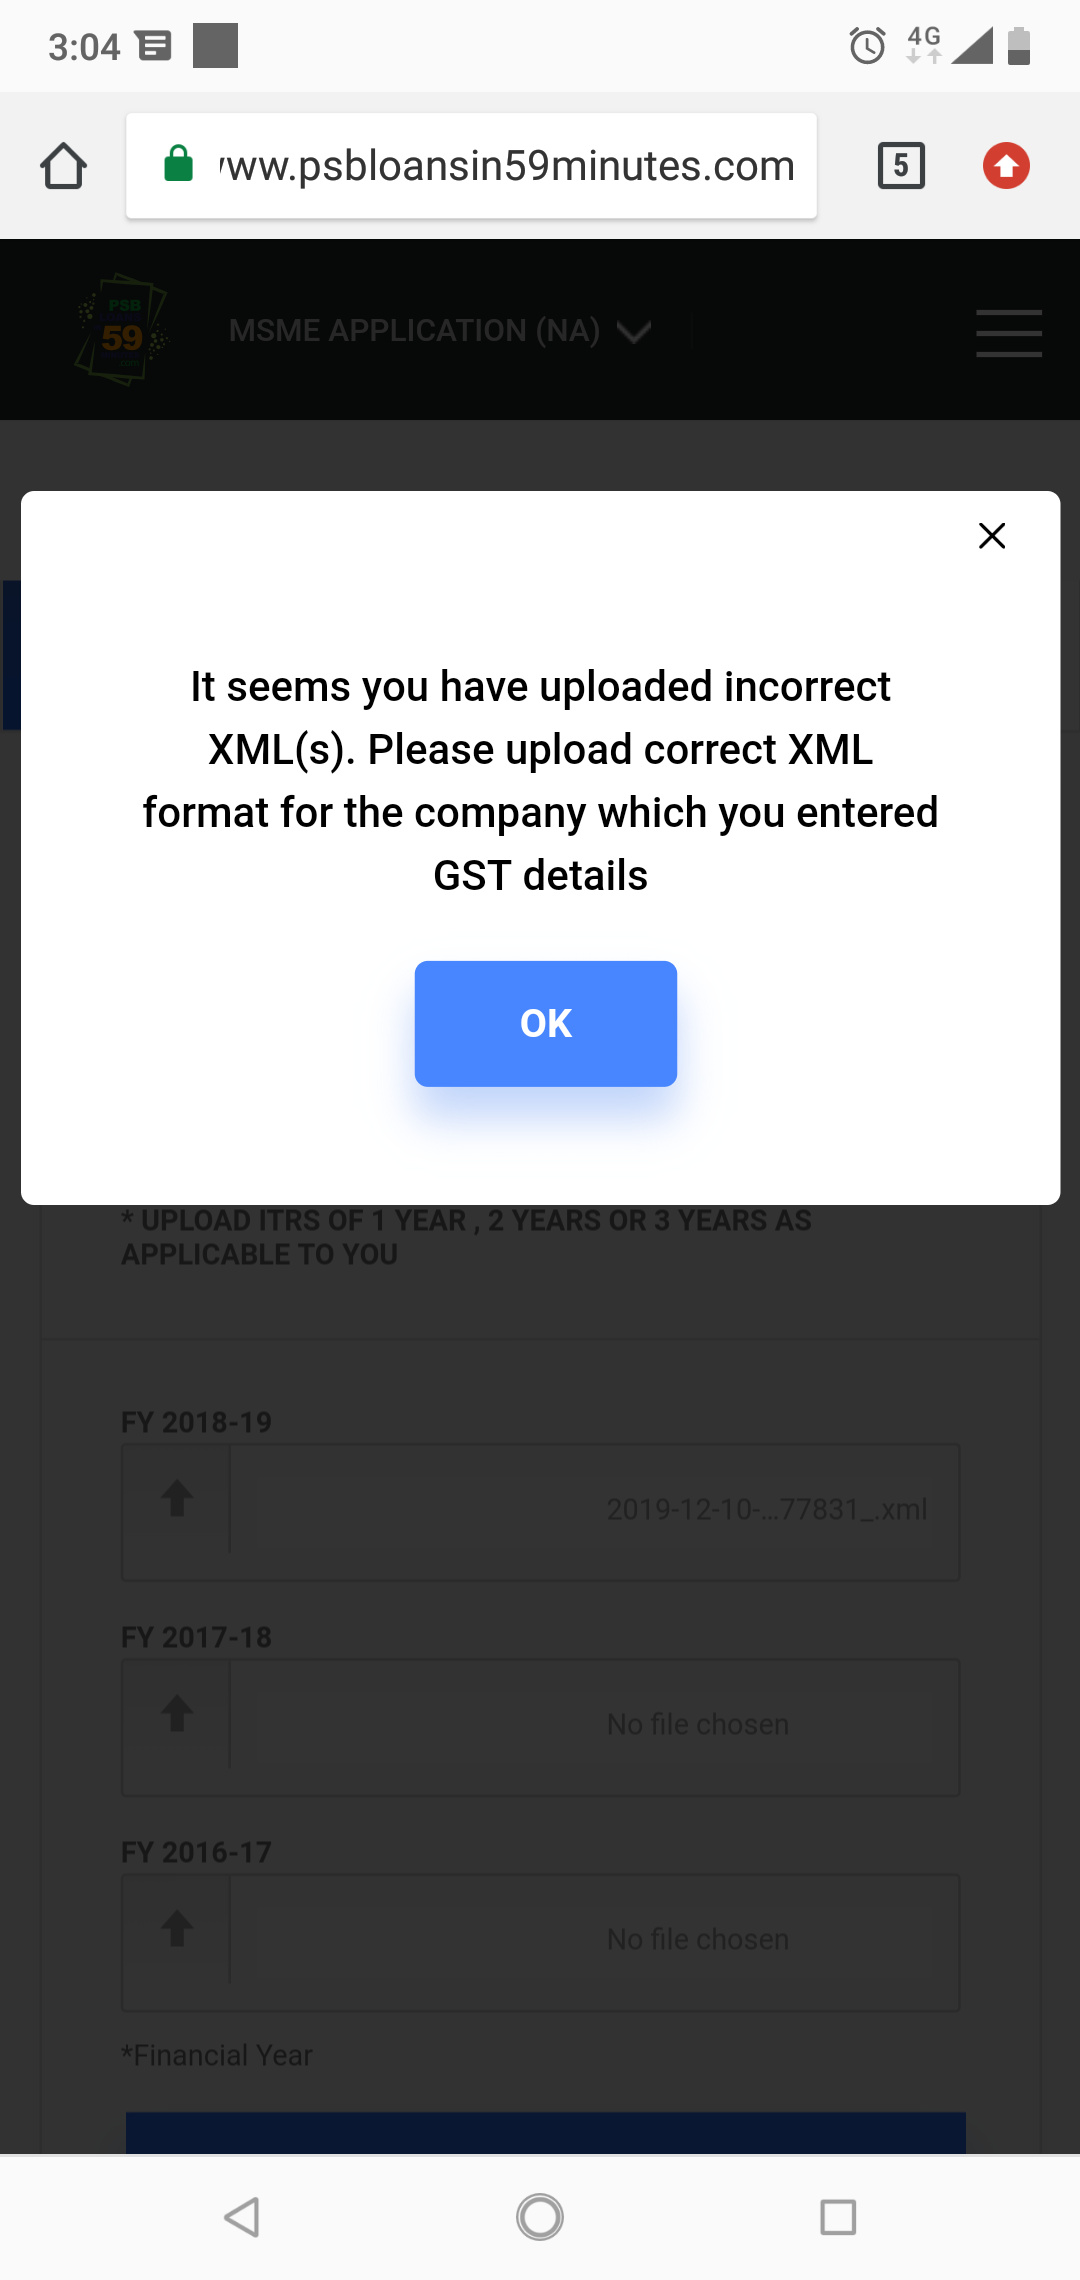 3:04
4G
www.psbloansin59minutes.com
5
PSB
59
.com
MSME APPLICATION (NA)
It seems you have uploaded incorrect
XML(s). Please upload correct XML
format for the company which you entered
GST details
OK
* UPLOAD ITRS OF 1 YEAR , 2 YEARS OR 3 YEARS AS
APPLICABLE TO YOU
FY 2018-19
2019-12-10-...77831_.xml
FY 2017-18
No file chosen
FY 2016-17
No file chosen
*Financial Year